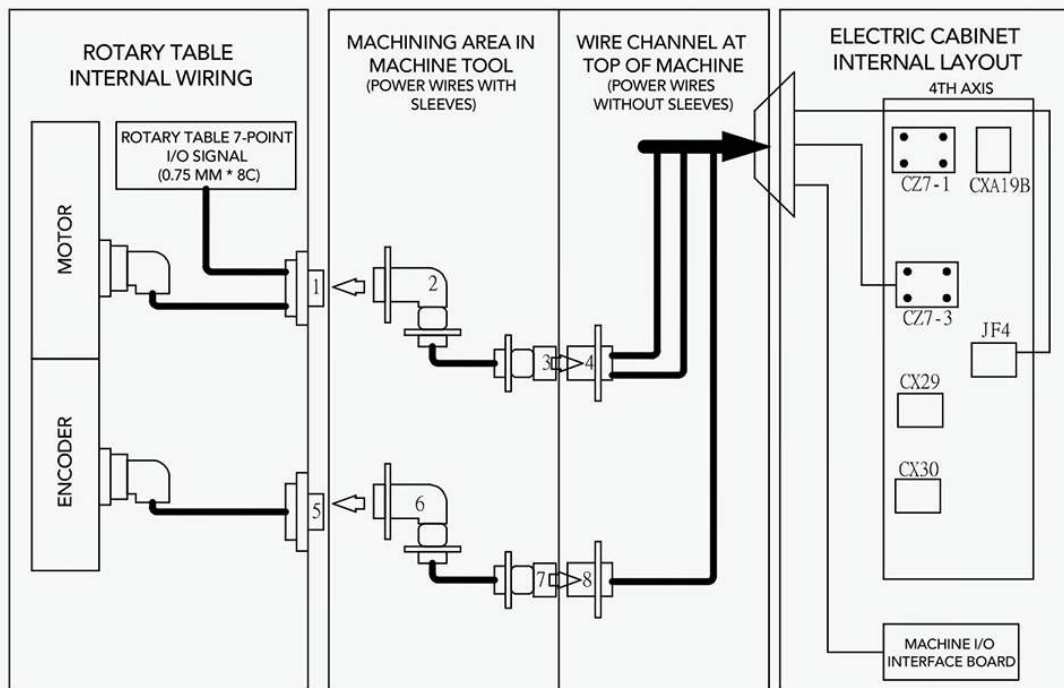 ROTARY TABLE
INTERNAL WIRING
ROTARY TABLE 7-POINT
I/O SIGNAL
(0.75 MM * 8C)
MOTOR
ENCODER
1
5
MACHINING AREA IN
MACHINE TOOL
(POWER WIRES WITH
SLEEVES)
2
3
6
7
WIRE CHANNEL AT
TOP OF MACHINE
(POWER WIRES
WITHOUT SLEEVES)
4
8
ELECTRIC CABINET
INTERNAL LAYOUT
4TH AXIS
CZ7-1
CXA19B
CZ7-3
JF4
CX29
CX30
MACHINE I/O
INTERFACE BOARD